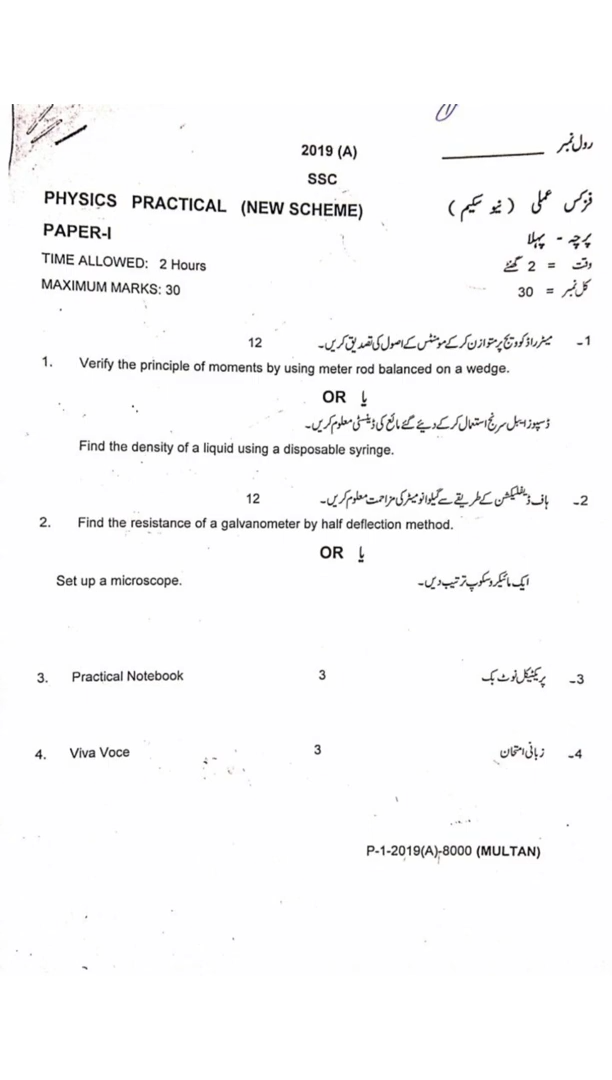 2019 (A)
رول نمبر
SSC
PHYSICS PRACTICAL (NEW SCHEME)
فزکس عملی ( نیو سکیم )
PAPER-I
پرچہ - پہلا
TIME ALLOWED: 2 Hours
وقت = 2 گھنٹے
MAXIMUM MARKS: 30
کل نمبر = 30
12
1- میٹر راڈ کو ویج پر متوازن کر کے مومنٹس کے اصول کی تصدیق کریں۔
1. Verify the principle of moments by using meter rod balanced on a wedge.
OR یا
ڈسپوزایبل سرنج استعمال کر کے دیئے گئے مائع کی ڈینسٹی معلوم کریں۔
Find the density of a liquid using a disposable syringe.
12
2- ہاف ڈیفلیکشن کے طریقے سے گیلوانومیٹر کی مزاحمت معلوم کریں۔
2. Find the resistance of a galvanometer by half deflection method.
OR یا
Set up a microscope.
ایک مائیکروسکوپ ترتیب دیں۔
3. Practical Notebook 3
3- پریکٹیکل نوٹ بک
4. Viva Voce 3
4- زبانی امتحان
P-1-2019(A)-8000 (MULTAN)